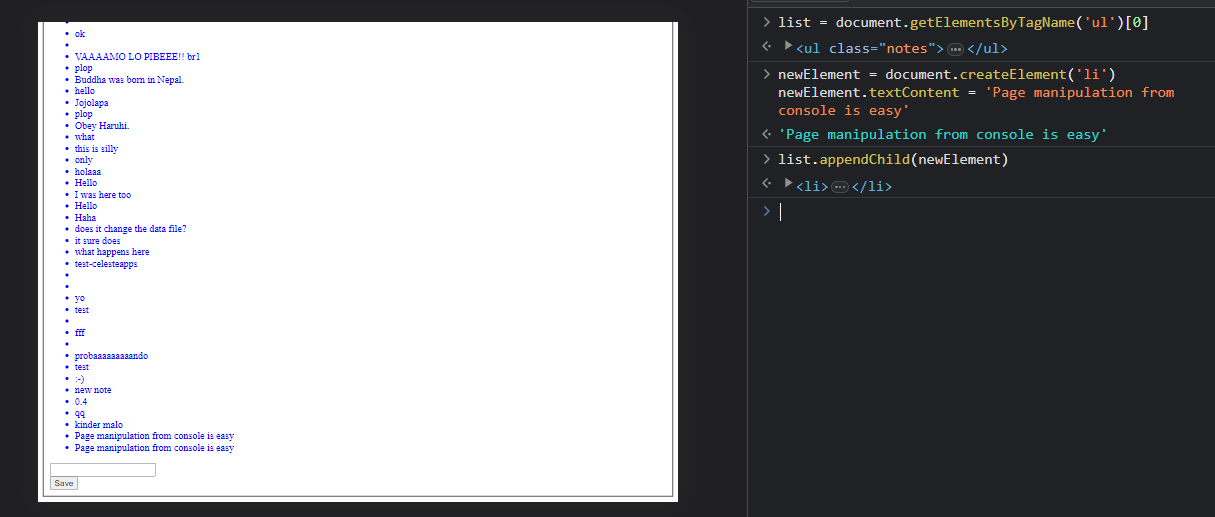 ok
VAAAAMO LO PIBEEE!! br1
plop
Buddha was born in Nepal.
hello
Jojolapa
plop
Obey Haruhi.
what
this is silly
only
holaaa
Hello
I was here too
Hello
Haha
does it change the data file?
it sure does
what happens here
test-celesteapps
yo
test
fff
probaaaaaaaaando
test
:-)
new note
0.4
qq
kinder malo
Page manipulation from console is easy
Page manipulation from console is easy
Save
list = document.getElementsByTagName('ul')[0]
<ul class="notes">…</ul>
newElement = document.createElement('li')
newElement.textContent = 'Page manipulation from
console is easy'
'Page manipulation from console is easy'
list.appendChild(newElement)
<li>…</li>